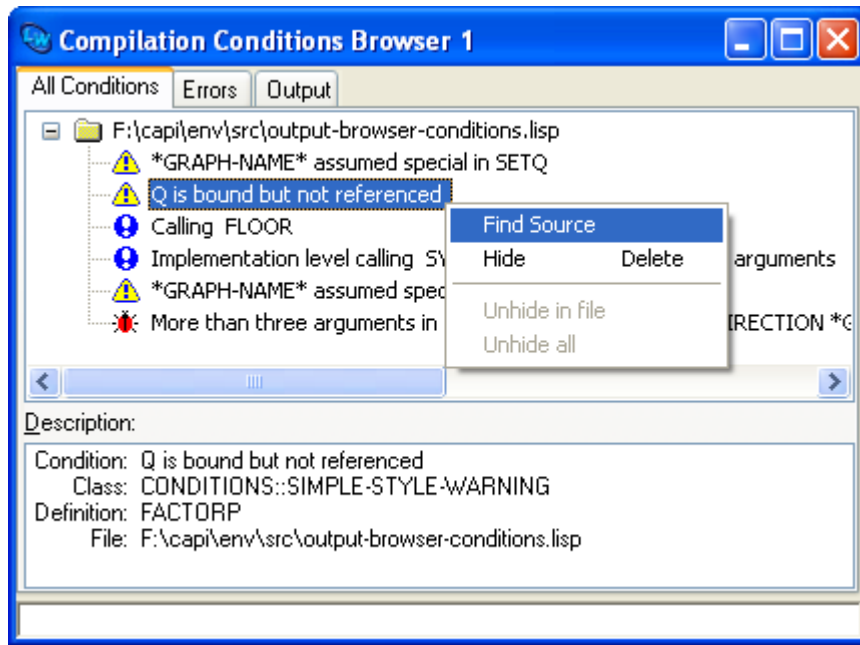 Compilation Conditions Browser 1
All Conditions Errors Output
F:\capi\env\src\output-browser-conditions.lisp
*GRAPH-NAME* assumed special in SETQ
Q is bound but not referenced
Calling FLOOR
Find Source
Implementation level calling arguments
Hide Delete
*GRAPH-NAME* assumed
Unhide in file
More than three arguments in
Unhide all
Description:
Condition: Q is bound but not referenced
Class: CONDITIONS::SIMPLE-STYLE-WARNING
Definition: FACTORP
File: F:\capi\env\src\output-browser-conditions.lisp